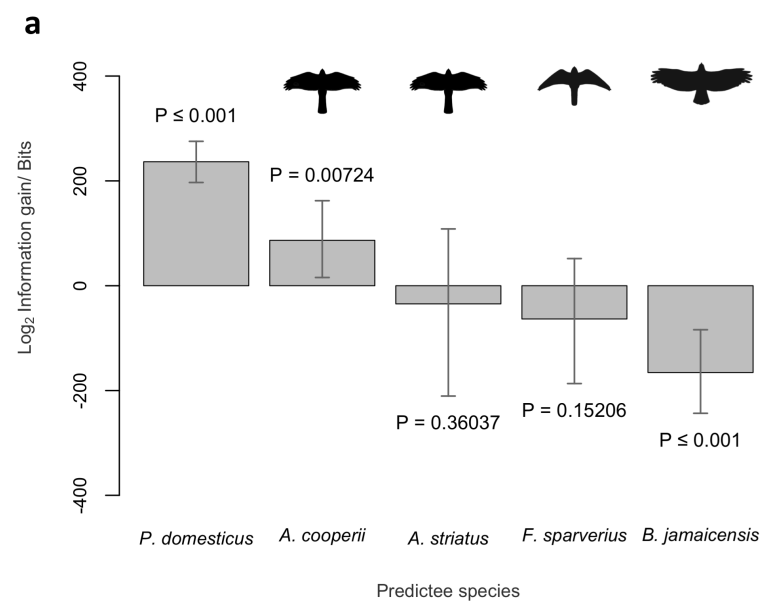 a
400
200
0
-200
-400
Log2 Information gain/ Bits
P ≤ 0.001
P = 0.00724
P = 0.36037
P = 0.15206
P ≤ 0.001
P. domesticus
A. cooperii
A. striatus
F. sparverius
B. jamaicensis
Predictee species